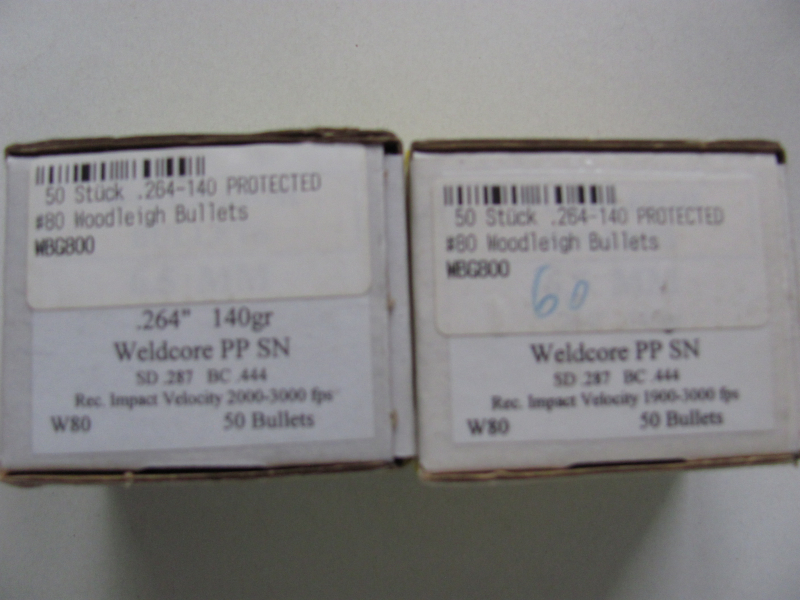 50 Stück .264-140 PROTECTED
#80 Woodleigh Bullets
WBG800
.264" 140gr
Weldcore PP SN
SD .287 BC .444
Rec. Impact Velocity 2000-3000 fps
W80 50 Bullets
50 Stück .264-140 PROTECTED
#80 Woodleigh Bullets
WBG800
60
Weldcore PP SN
SD .287 BC .444
Rec. Impact Velocity 1900-3000 fps
W80 50 Bullets